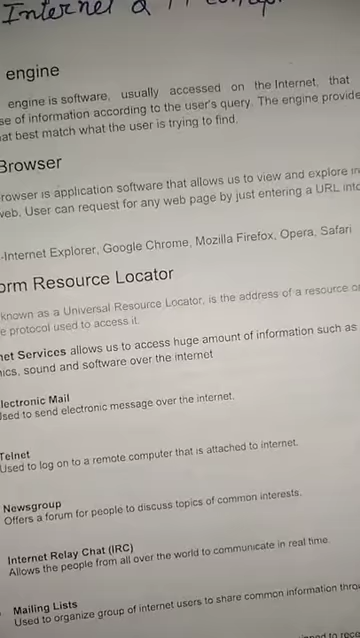 Internet &
engine
engine is software, usually accessed on the Internet, that
se of information according to the user's query. The engine provide
at best match what the user is trying to find.
Browser
rowser is application software that allows us to view and explore in
web. User can request for any web page by just entering a URL into
-Internet Explorer, Google Chrome, Mozilla Firefox, Opera, Safari
orm Resource Locator
known as a Universal Resource Locator, is the address of a resource on
e protocol used to access it.
net Services allows us to access huge amount of information such as
ics, sound and software over the internet
lectronic Mail
Used to send electronic message over the internet.
Telnet
Used to log on to a remote computer that is attached to internet.
Newsgroup
Offers a forum for people to discuss topics of common interests.
Internet Relay Chat (IRC)
Allows the people from all over the world to communicate in real time.
Mailing Lists
Used to organize group of internet users to share common information throu